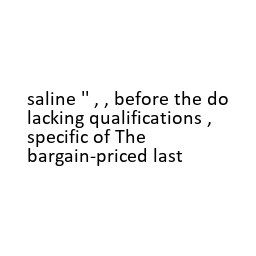 saline " , , before the do
lacking qualifications ,
specific of The
bargain-priced last